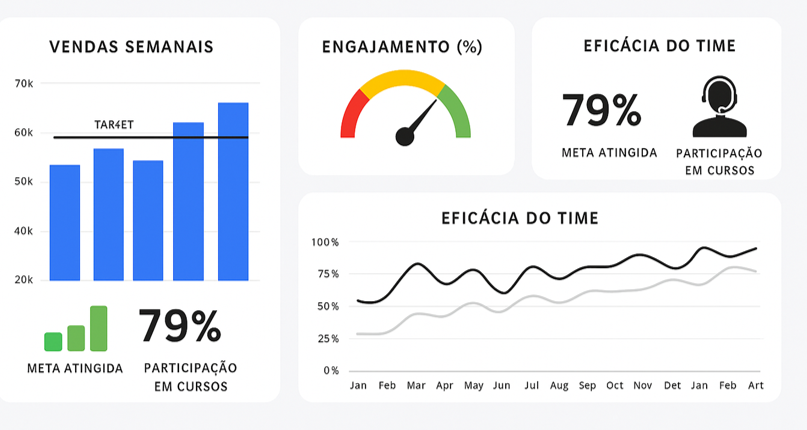 VENDAS SEMANAIS
70k
TAR4ET
60k
50k
40k
20k
79%
META ATINGIDA
PARTICIPAÇÃO
EM CURSOS
ENGAJAMENTO (%)
EFICÁCIA DO TIME
79%
META ATINGIDA
PARTICIPAÇÃO
EM CURSOS
EFICÁCIA DO TIME
100%
75%
50%
25%
0%
Jan Feb Mar Apr May Jun Jul Aug Sep Oct Nov Det Jan Feb Art